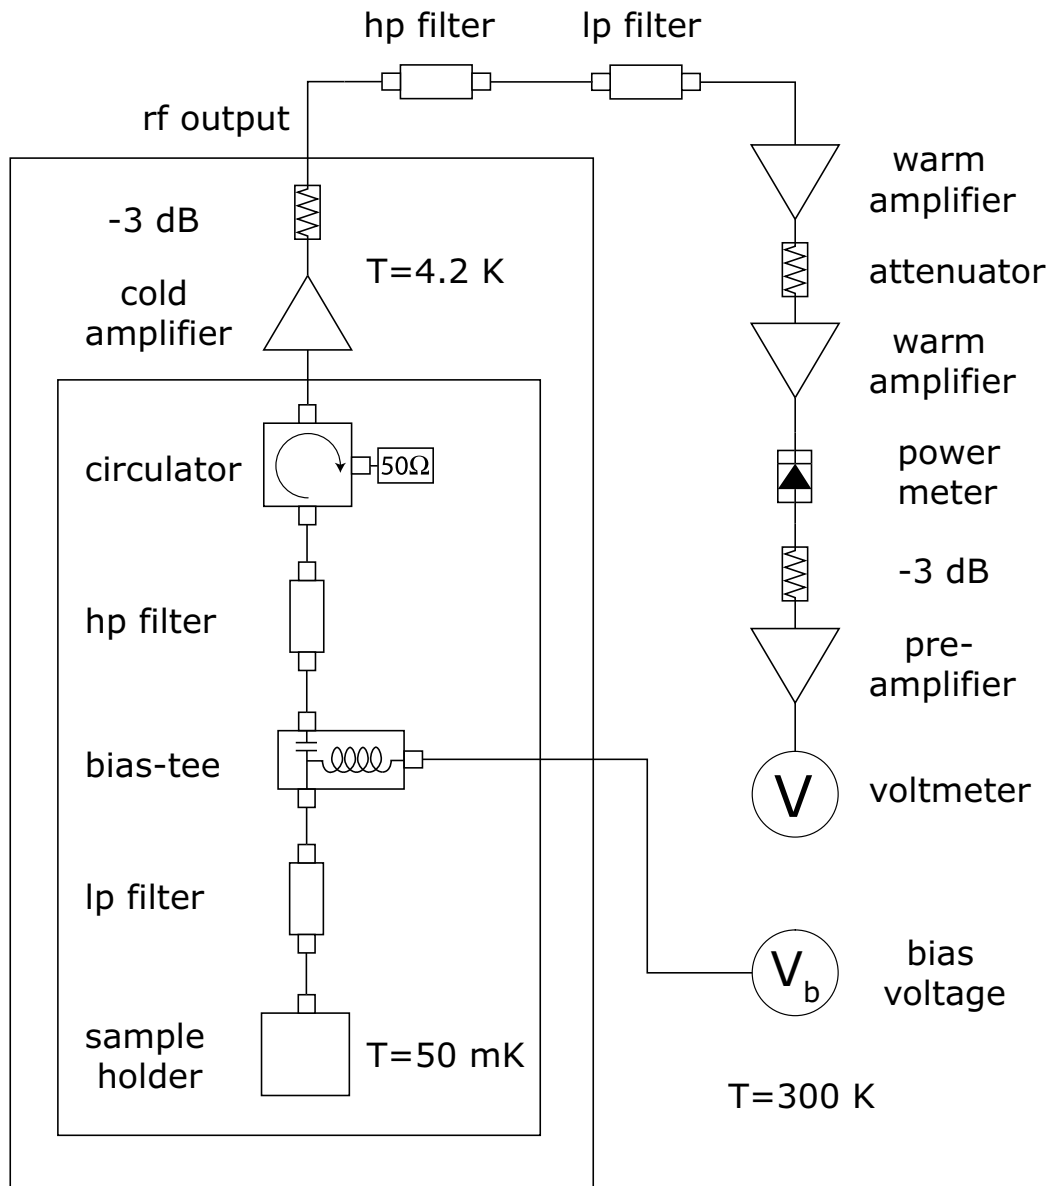 hp filter
lp filter
rf output
-3 dB
T=4.2 K
cold
amplifier
circulator
50Ω
hp filter
bias-tee
lp filter
sample
holder
T=50 mK
warm
amplifier
attenuator
warm
amplifier
power
meter
-3 dB
pre-
amplifier
V
voltmeter
Vb
bias
voltage
T=300 K